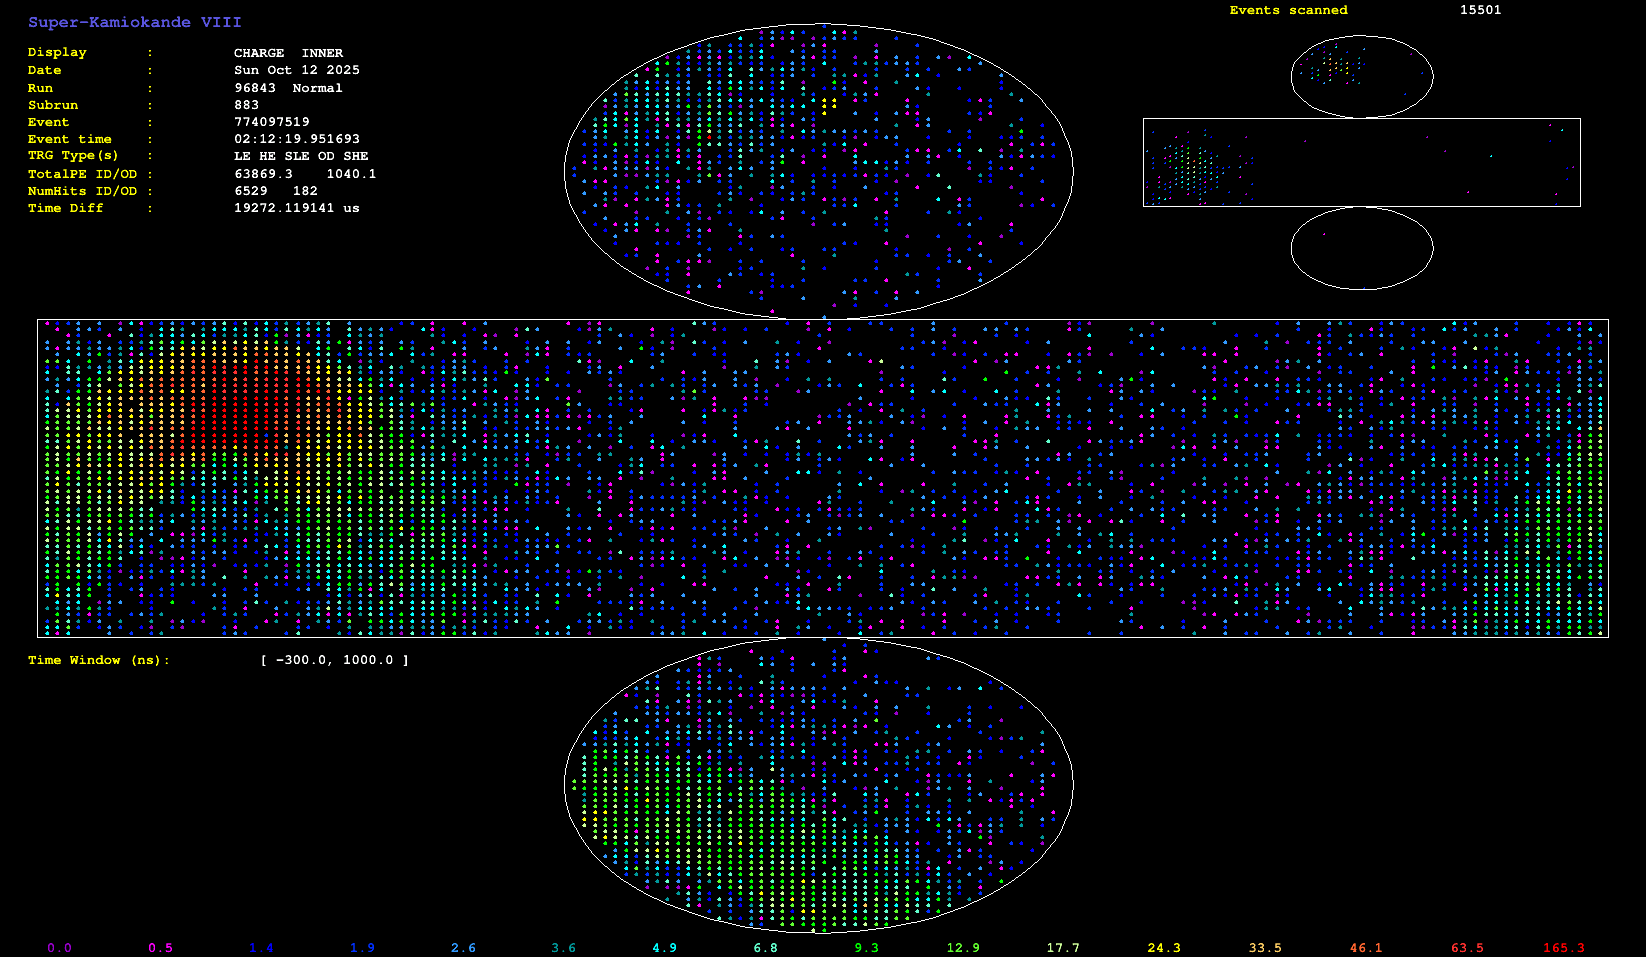 Super-Kamiokande VIII
Events scanned 15501
Display : CHARGE INNER
Date : Sun Oct 12 2025
Run : 96843 Normal
Subrun : 883
Event : 774097519
Event time : 02:12:19.951693
TRG Type(s) : LE HE SLE OD SHE
TotalPE ID/OD : 63869.3 1040.1
NumHits ID/OD : 6529 182
Time Diff : 19272.119141 us
Time Window (ns): [ -300.0, 1000.0 ]
0.0 0.5 1.4 1.9 2.6 3.6 4.9 6.8 9.3 12.9 17.7 24.3 33.5 46.1 63.5 165.3